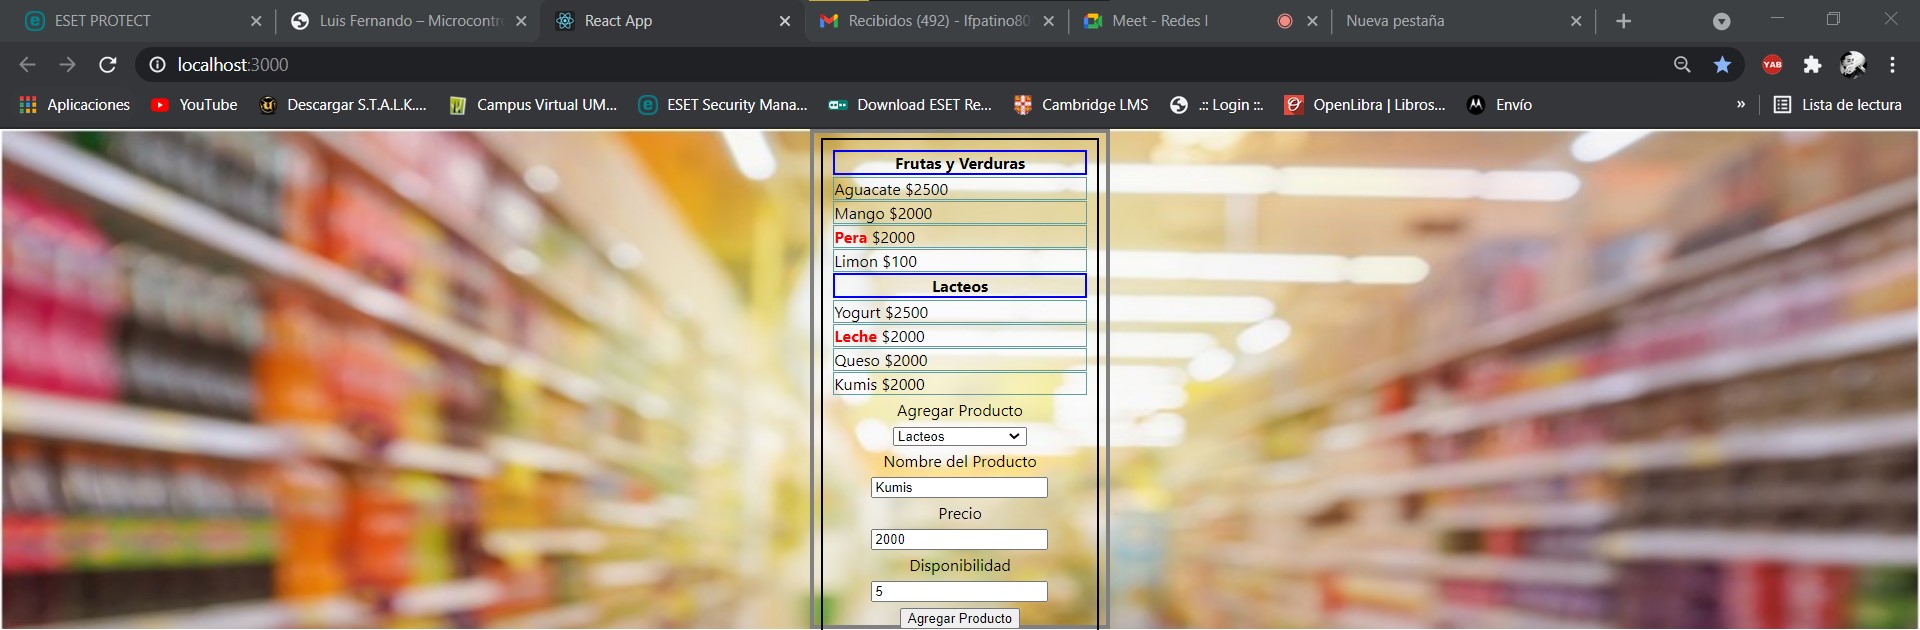 ESET PROTECT
Luis Fernando – Microcontro
React App
Recibidos (492) - lfpatino80
Meet - Redes I
Nueva pestaña
localhost:3000
YAB
Aplicaciones
YouTube
Descargar S.T.A.L.K....
Campus Virtual UM...
ESET Security Mana...
Download ESET Re...
Cambridge LMS
.:: Login ::.
OpenLibra | Libros...
Envío
»
Lista de lectura
Frutas y Verduras
Aguacate $2500
Mango $2000
Pera $2000
Limon $100
Lacteos
Yogurt $2500
Leche $2000
Queso $2000
Kumis $2000
Agregar Producto
Lacteos
Nombre del Producto
Kumis
Precio
2000
Disponibilidad
5
Agregar Producto